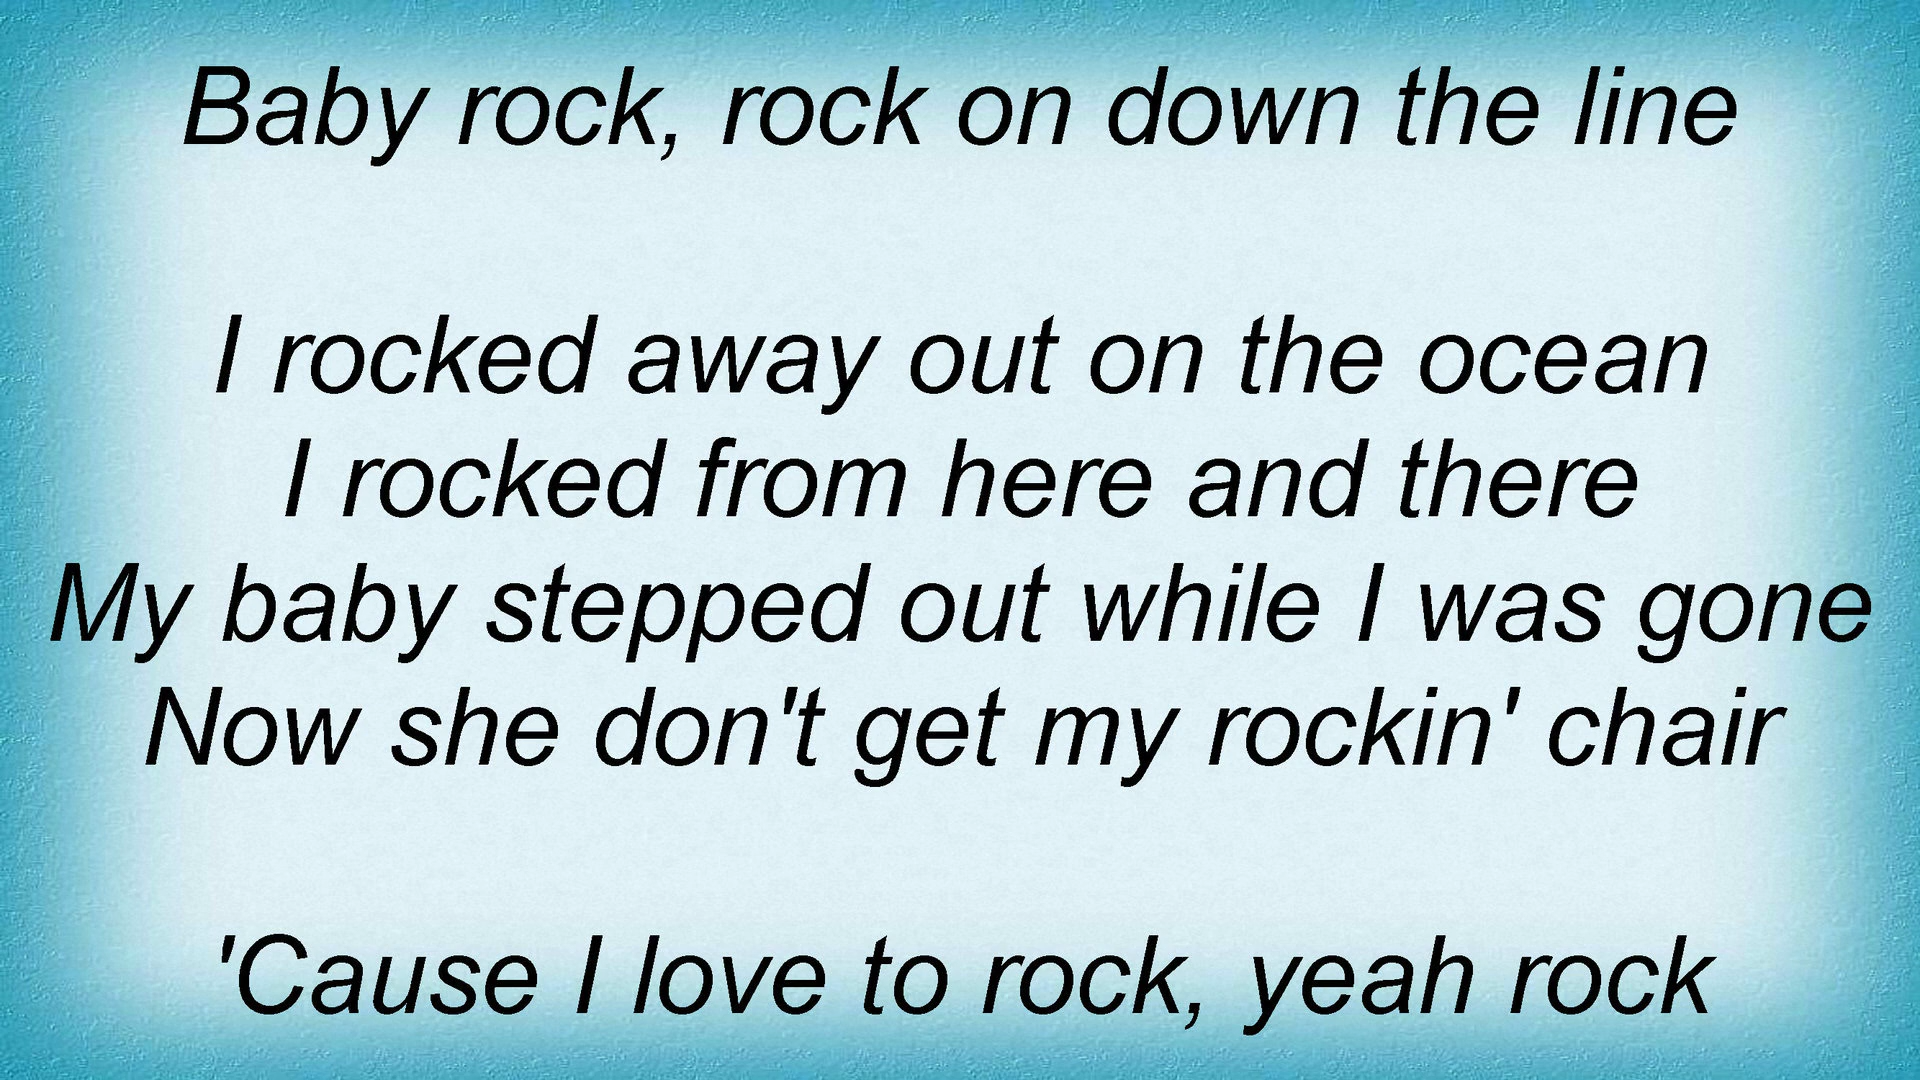 Baby rock, rock on down the line
I rocked away out on the ocean
I rocked from here and there
My baby stepped out while I was gone
Now she don't get my rockin' chair
'Cause I love to rock, yeah rock